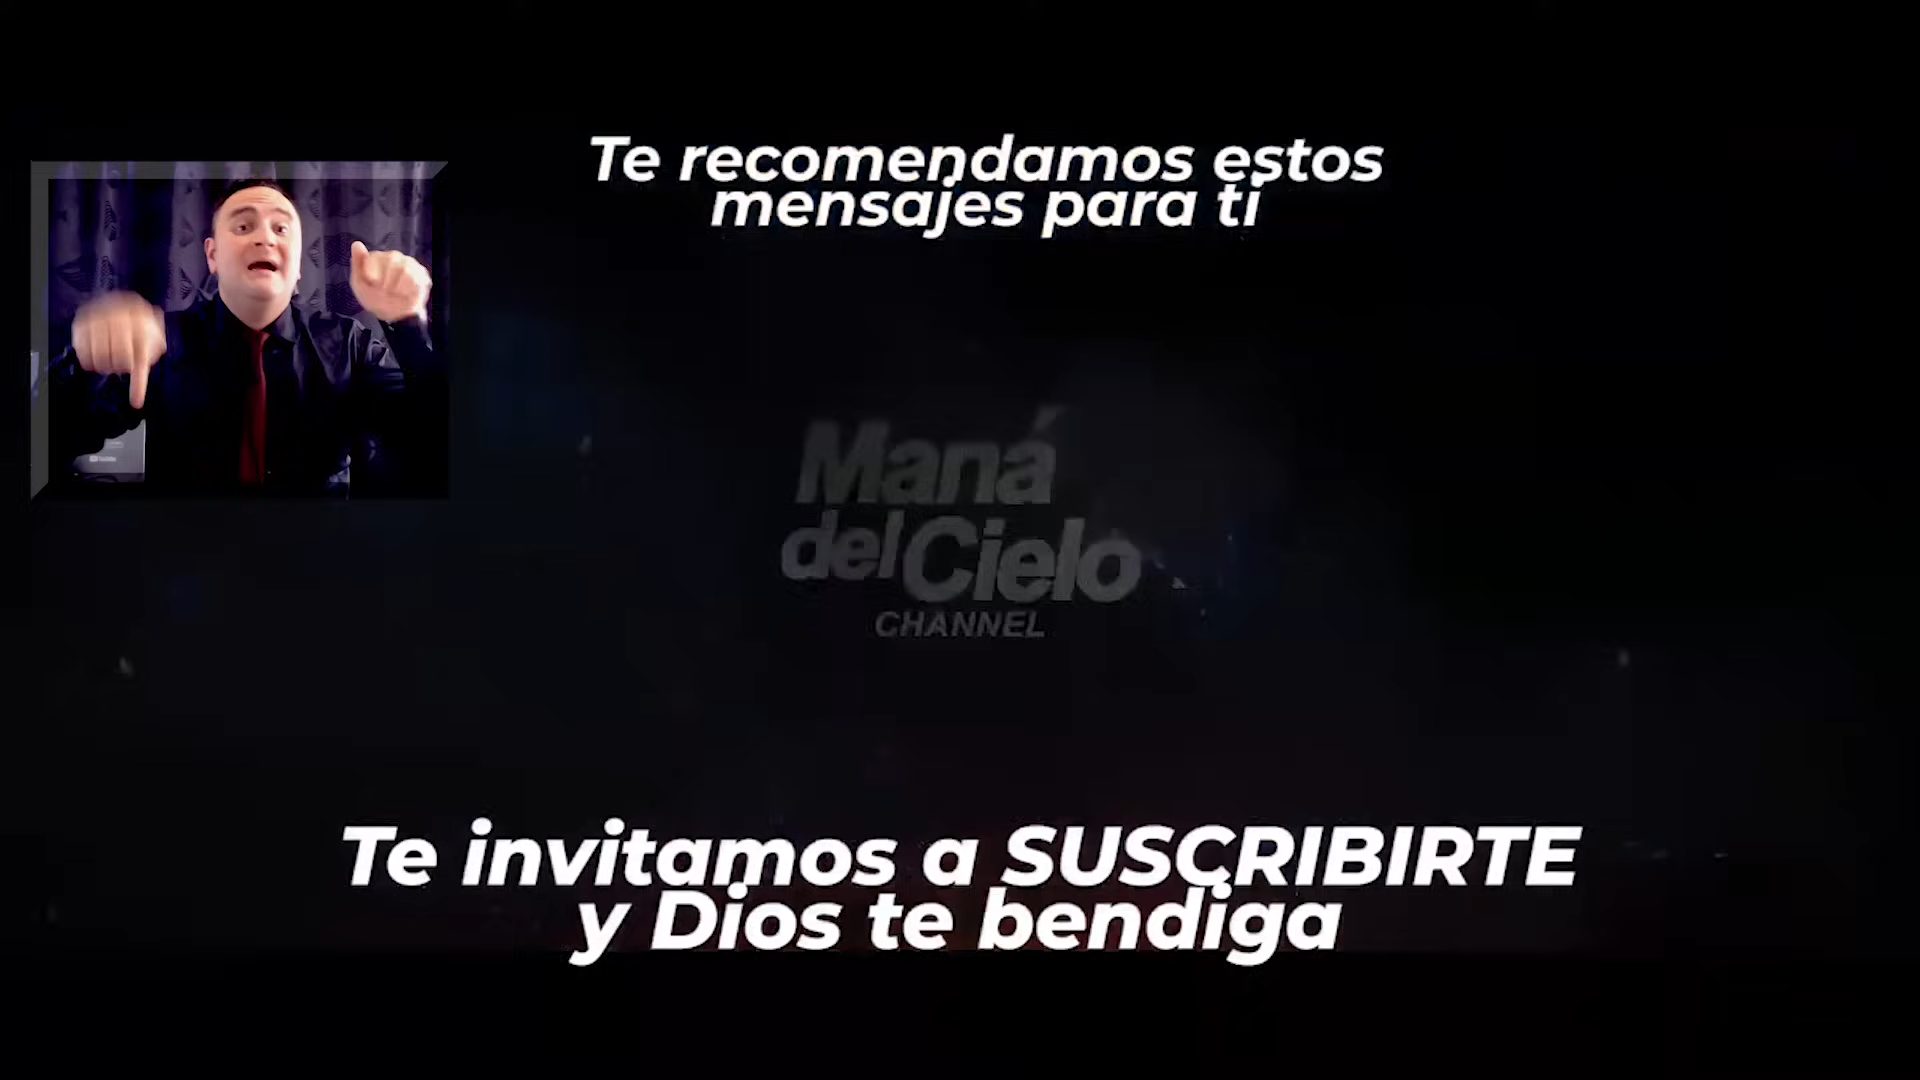 Te recomendamos estos
mensajes para ti
Maná
del Cielo
CHANNEL
Te invitamos a SUSCRIBIRTE
y Dios te bendiga